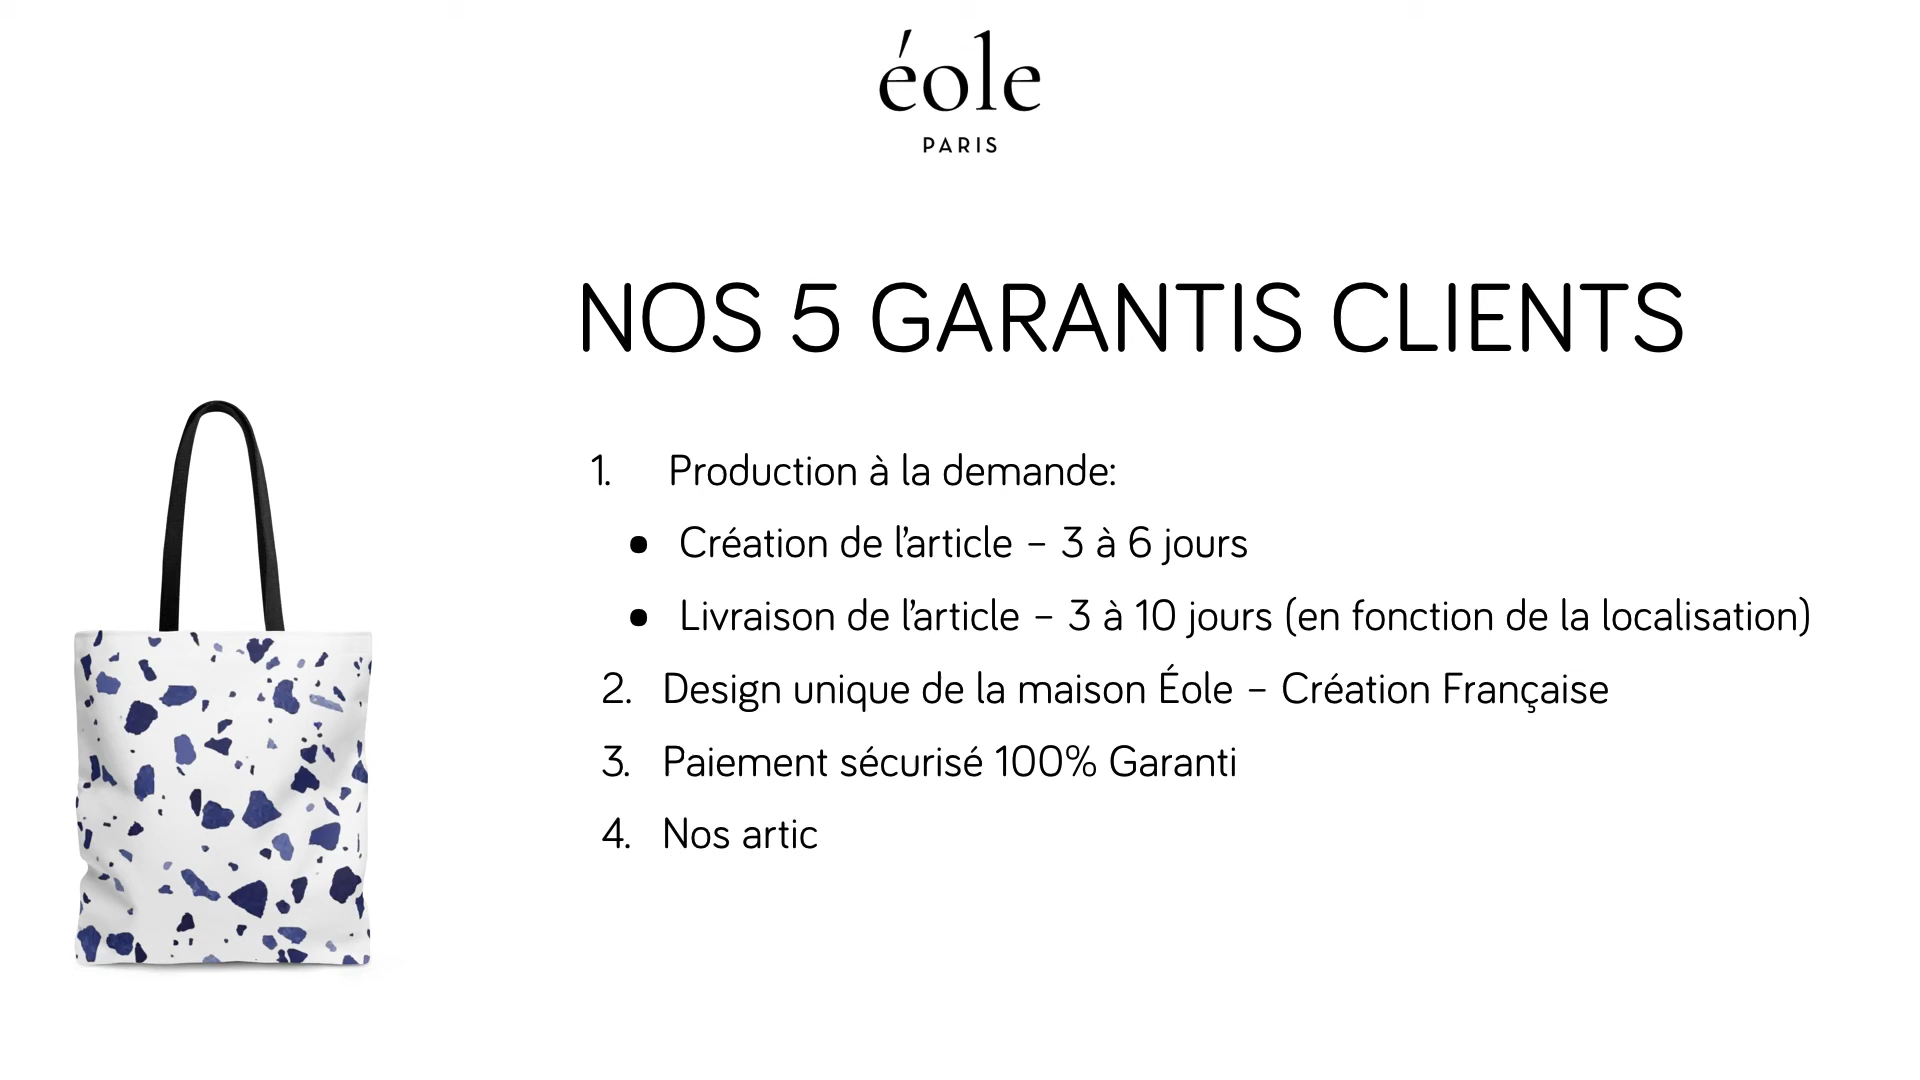 éole
PARIS
NOS 5 GARANTIS CLIENTS
1. Production à la demande:
• Création de l’article – 3 à 6 jours
• Livraison de l’article – 3 à 10 jours (en fonction de la localisation)
2. Design unique de la maison Éole – Création Française
3. Paiement sécurisé 100% Garanti
4. Nos artic